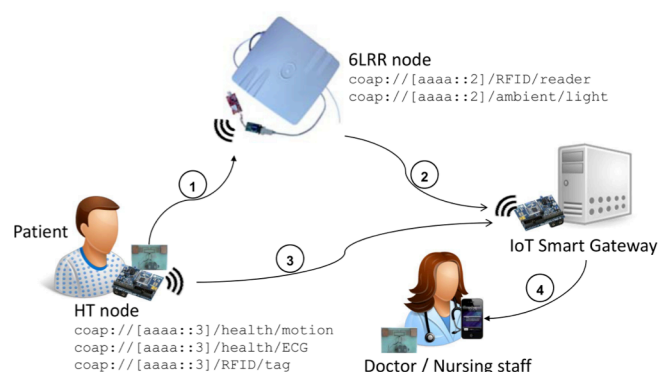 6LRR node
coap://[aaaa::2]/RFID/reader
coap://[aaaa::2]/ambient/light
1
2
Patient
3
IoT Smart Gateway
4
HT node
coap://[aaaa::3]/health/motion
coap://[aaaa::3]/health/ECG
coap://[aaaa::3]/RFID/tag
Doctor / Nursing staff